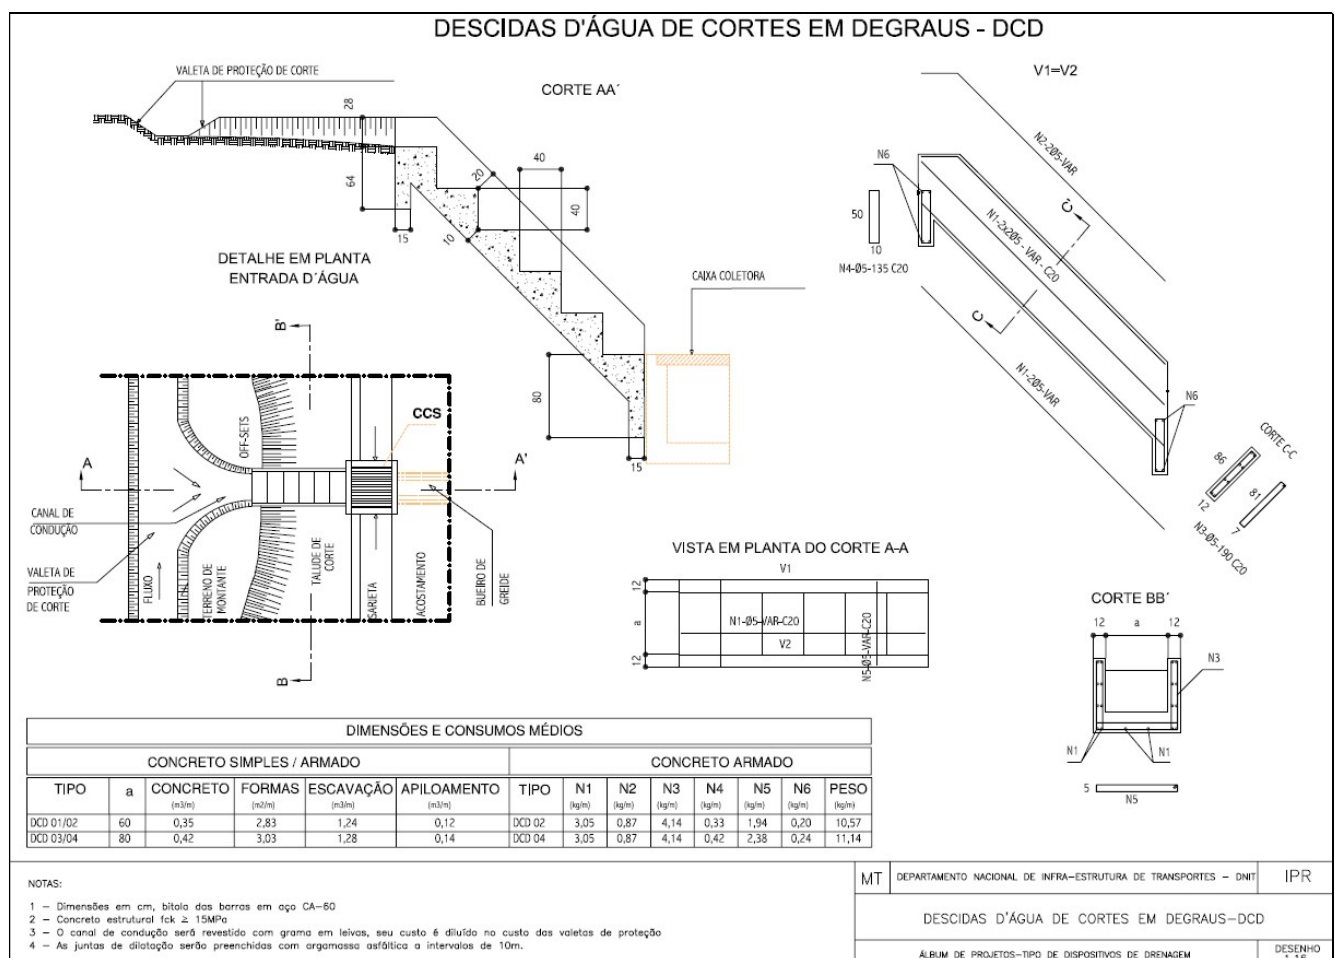 DESCIDAS D'ÁGUA DE CORTES EM DEGRAUS - DCD
VALETA DE PROTEÇÃO DE CORTE
CORTE AA´
V1=V2
28
64
15
20
10
40
40
80
15
CAIXA COLETORA
N6
N2-2Ø5-VAR
N1-2x2Ø5 - VAR - C20
C
C
50
10
N4-Ø5-135 C20
N1-2Ø5-VAR
N6
CORTE C-C
86
12
81
7
N3-Ø5-190 C20
DETALHE EM PLANTA
ENTRADA D´ÁGUA
B'
OFF-SETS
CCS
A
A'
CANAL DE
CONDUÇÃO
VALETA DE
PROTEÇÃO
DE CORTE
FLUXO
TERRENO DE
MONTANTE
TALUDE DE
CORTE
SARJETA
ACOSTAMENTO
BUEIRO DE
GREIDE
B
VISTA EM PLANTA DO CORTE A-A
V1
12
a
12
N1-Ø5-VAR-C20
V2
N5-Ø5-VAR-C20
CORTE BB´
12 a 12
N3
N1 N1
5
N5
DIMENSÕES E CONSUMOS MÉDIOS
CONCRETO SIMPLES / ARMADO CONCRETO ARMADO
TIPO a CONCRETO FORMAS ESCAVAÇÃO APILOAMENTO TIPO N1 N2 N3 N4 N5 N6 PESO
(m3/m) (m2/m) (m3/m) (m3/m) (kg/m) (kg/m) (kg/m) (kg/m) (kg/m) (kg/m) (kg/m)
DCD 01/02 60 0,35 2,83 1,24 0,12 DCD 02 3,05 0,87 4,14 0,33 1,94 0,20 10,57
DCD 03/04 80 0,42 3,03 1,28 0,14 DCD 04 3,05 0,87 4,14 0,42 2,38 0,24 11,14
NOTAS:
1 – Dimensões em cm, bitola das barras em aço CA-60
2 – Concreto estrutural fck ≥ 15MPa
3 – O canal de condução será revestido com grama em leivas, seu custo é diluído no custo das valetas de proteção
4 – As juntas de dilatação serão preenchidas com argamassa asfáltica a intervalos de 10m.
MT DEPARTAMENTO NACIONAL DE INFRA-ESTRUTURA DE TRANSPORTES - DNIT IPR
DESCIDAS D'ÁGUA DE CORTES EM DEGRAUS-DCD
ÁLBUM DE PROJETOS-TIPO DE DISPOSITIVOS DE DRENAGEM
DESENHO